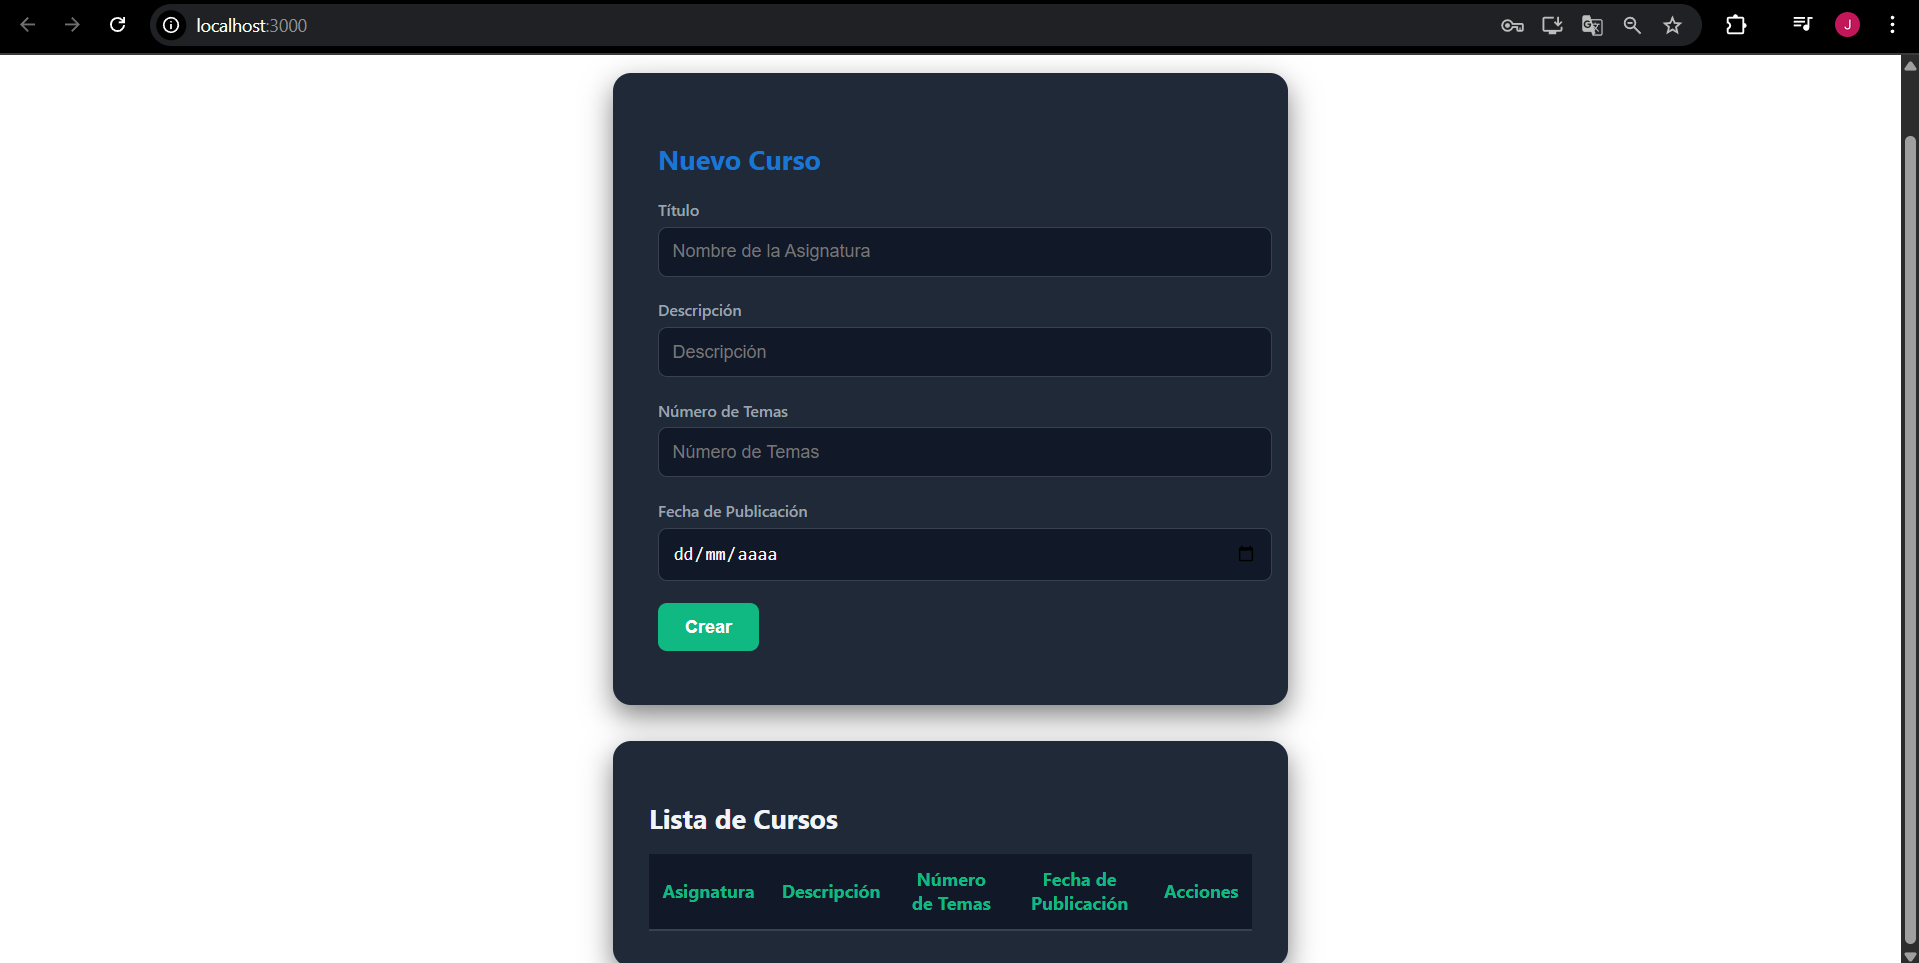 localhost:3000
J
Nuevo Curso
Título
Nombre de la Asignatura
Descripción
Descripción
Número de Temas
Número de Temas
Fecha de Publicación
dd/mm/aaaa
Crear
Lista de Cursos
Asignatura Descripción Número de Temas Fecha de Publicación Acciones